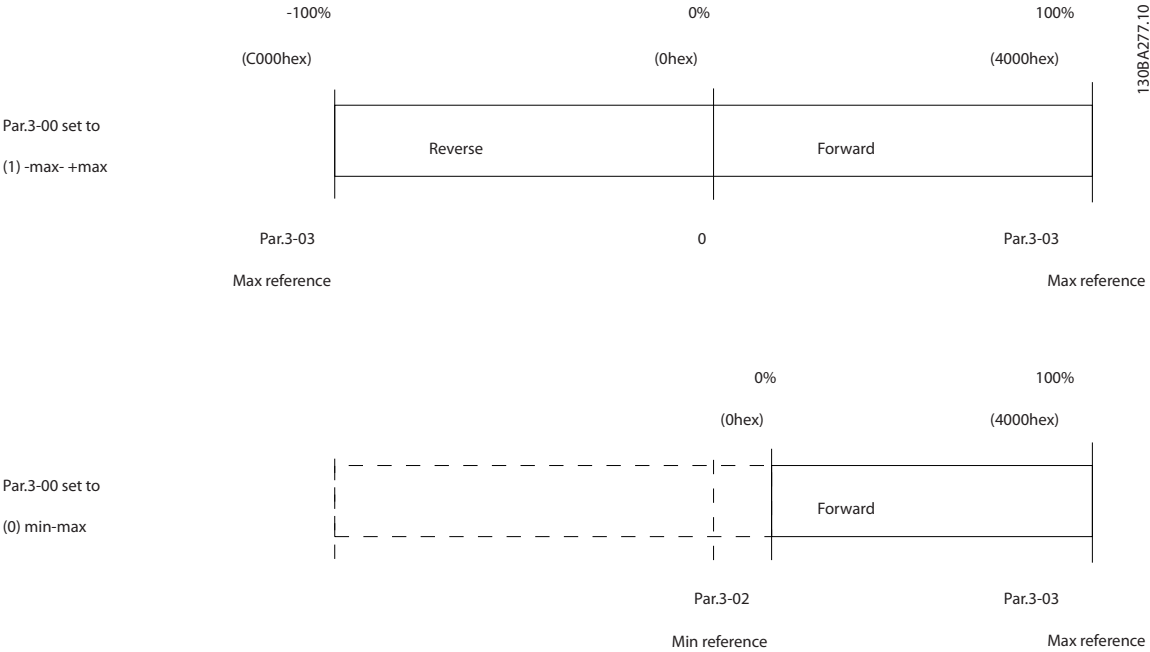 -100% 0% 100%
(C000hex) (0hex) (4000hex)
130BA277.10
Par.3-00 set to
(1) -max- +max
Reverse Forward
Par.3-03 0 Par.3-03
Max reference Max reference
0% 100%
(0hex) (4000hex)
Par.3-00 set to
(0) min-max
Forward
Par.3-02 Par.3-03
Min reference Max reference